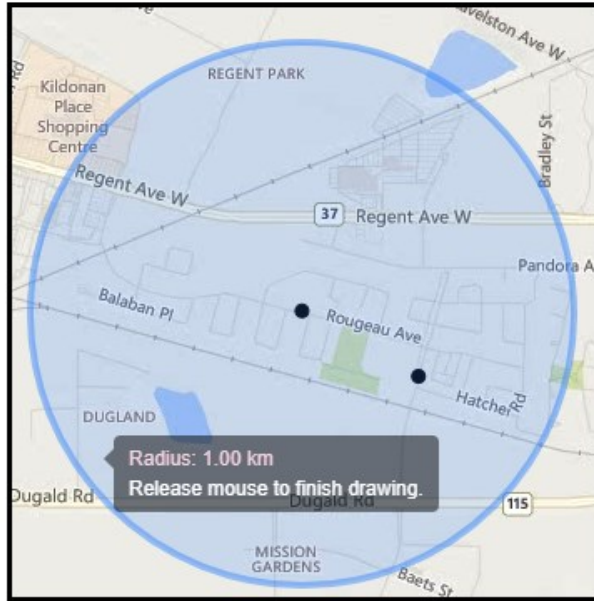 avelston Ave W
REGENT PARK
Kildonan
Place
Shopping
Centre
Bradley St
Regent Ave W
37
Regent Ave W
Pandora A
Balaban Pl
Rougeau Ave
Hatcher Rd
DUGLAND
Radius: 1.00 km
Release mouse to finish drawing.
Dugald Rd
Dugald Rd
115
MISSION
GARDENS
Baets St